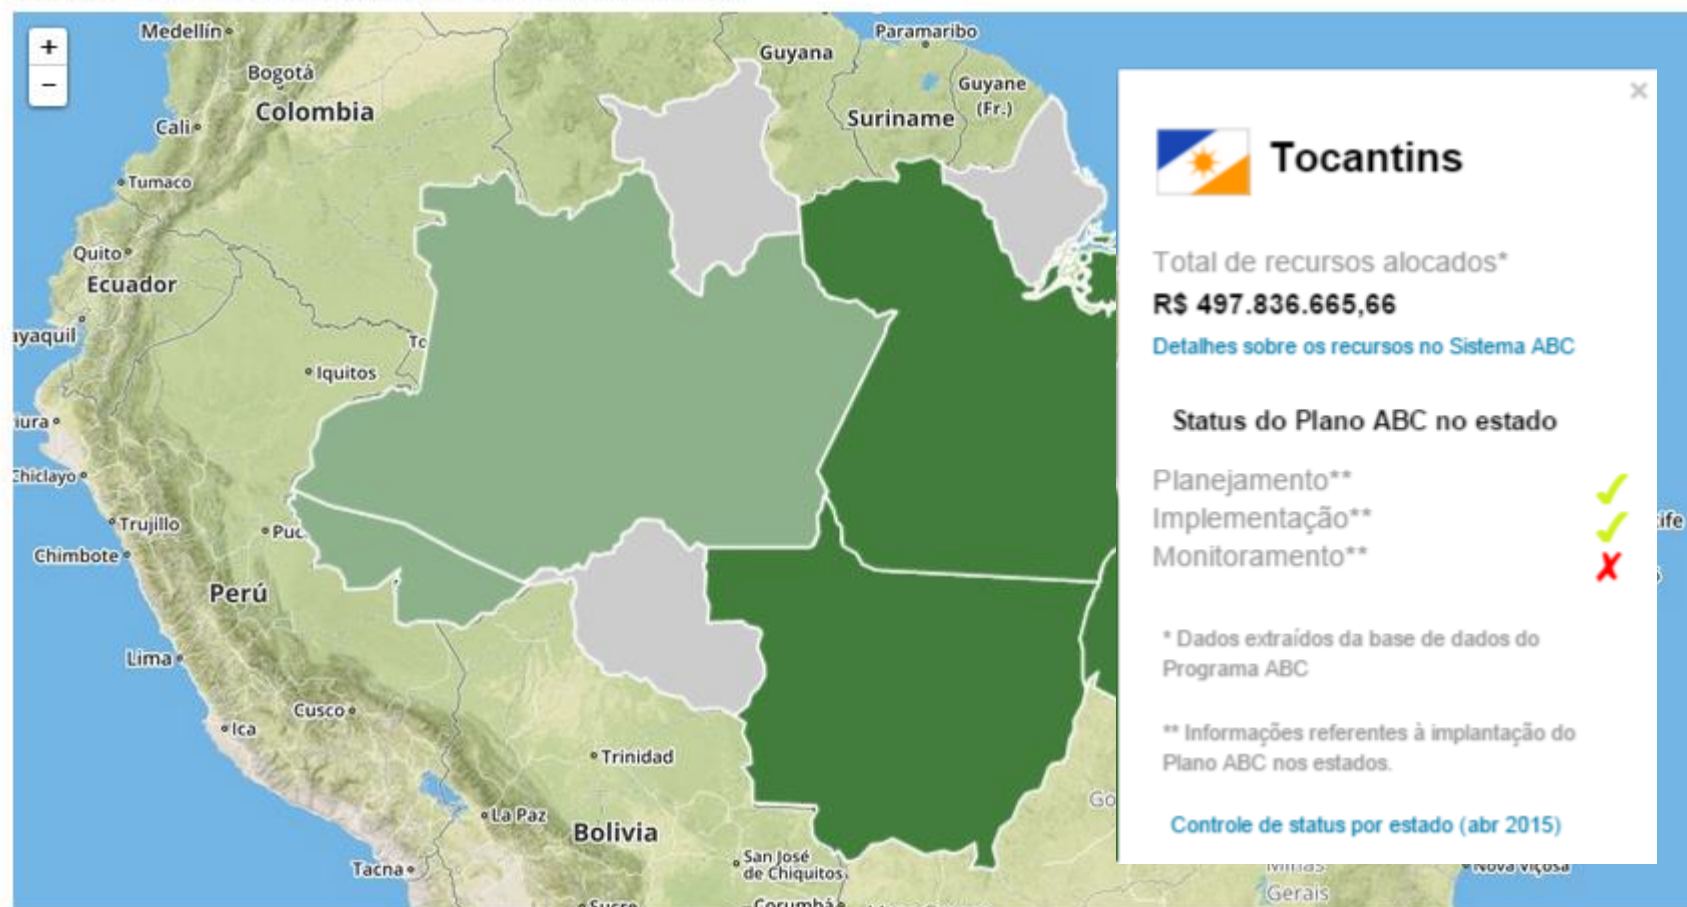 +
−
Medellín
Bogotá
Colombia
Cali
Tumaco
Quito
Ecuador
Iquitos
Chiclayo
Trujillo
Chimbote
Perú
Lima
Cusco
Ica
Trinidad
La Paz
Bolivia
Tacna
San José
de Chiquitos
Guyana
Paramaribo
Guyane
(Fr.)
Suriname
×
Tocantins
Total de recursos alocados*
R$ 497.836.665,66
Detalhes sobre os recursos no Sistema ABC
Status do Plano ABC no estado
Planejamento** ✓
Implementação** ✓
Monitoramento** ✗
* Dados extraídos da base de dados do
Programa ABC
** Informações referentes à implantação do
Plano ABC nos estados.
Controle de status por estado (abr 2015)
Minas
Gerais
Nova Viçosa